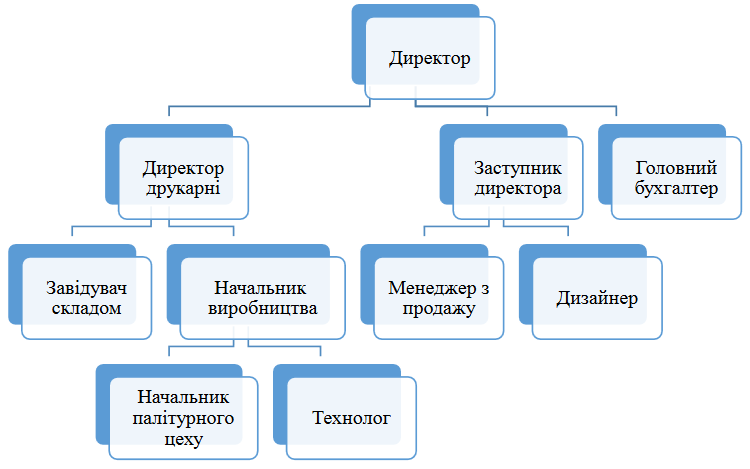 Директор
Директор
друкарні
Заступник
директора
Головний
бухгалтер
Завідувач
складом
Начальник
виробництва
Менеджер з
продажу
Дизайнер
Начальник
палітурного
цеху
Технолог